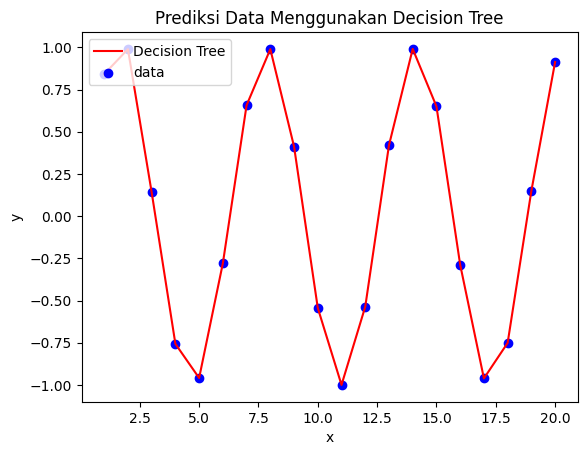 Prediksi Data Menggunakan Decision Tree
Decision Tree
data
1.00
0.75
0.50
0.25
0.00
−0.25
−0.50
−0.75
−1.00
y
2.5 5.0 7.5 10.0 12.5 15.0 17.5 20.0
x